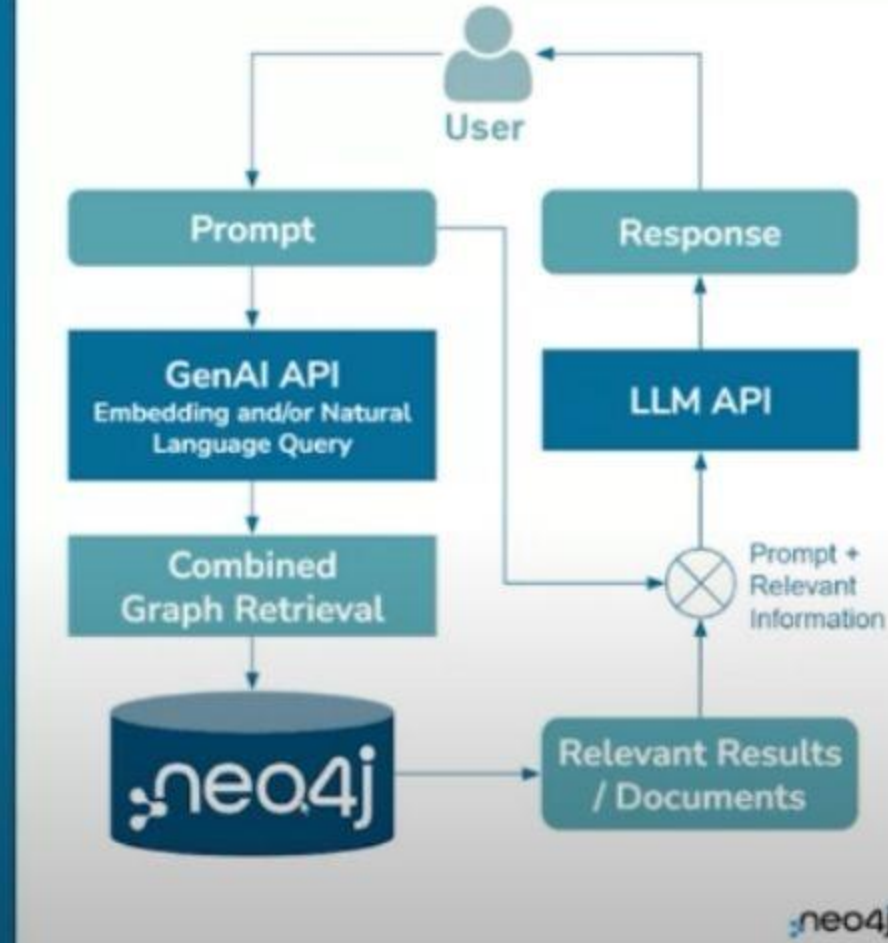 User
Prompt
Response
GenAI API
Embedding and/or Natural
Language Query
LLM API
Combined
Graph Retrieval
Prompt +
Relevant
Information
neo4j
Relevant Results
/ Documents
neo4j